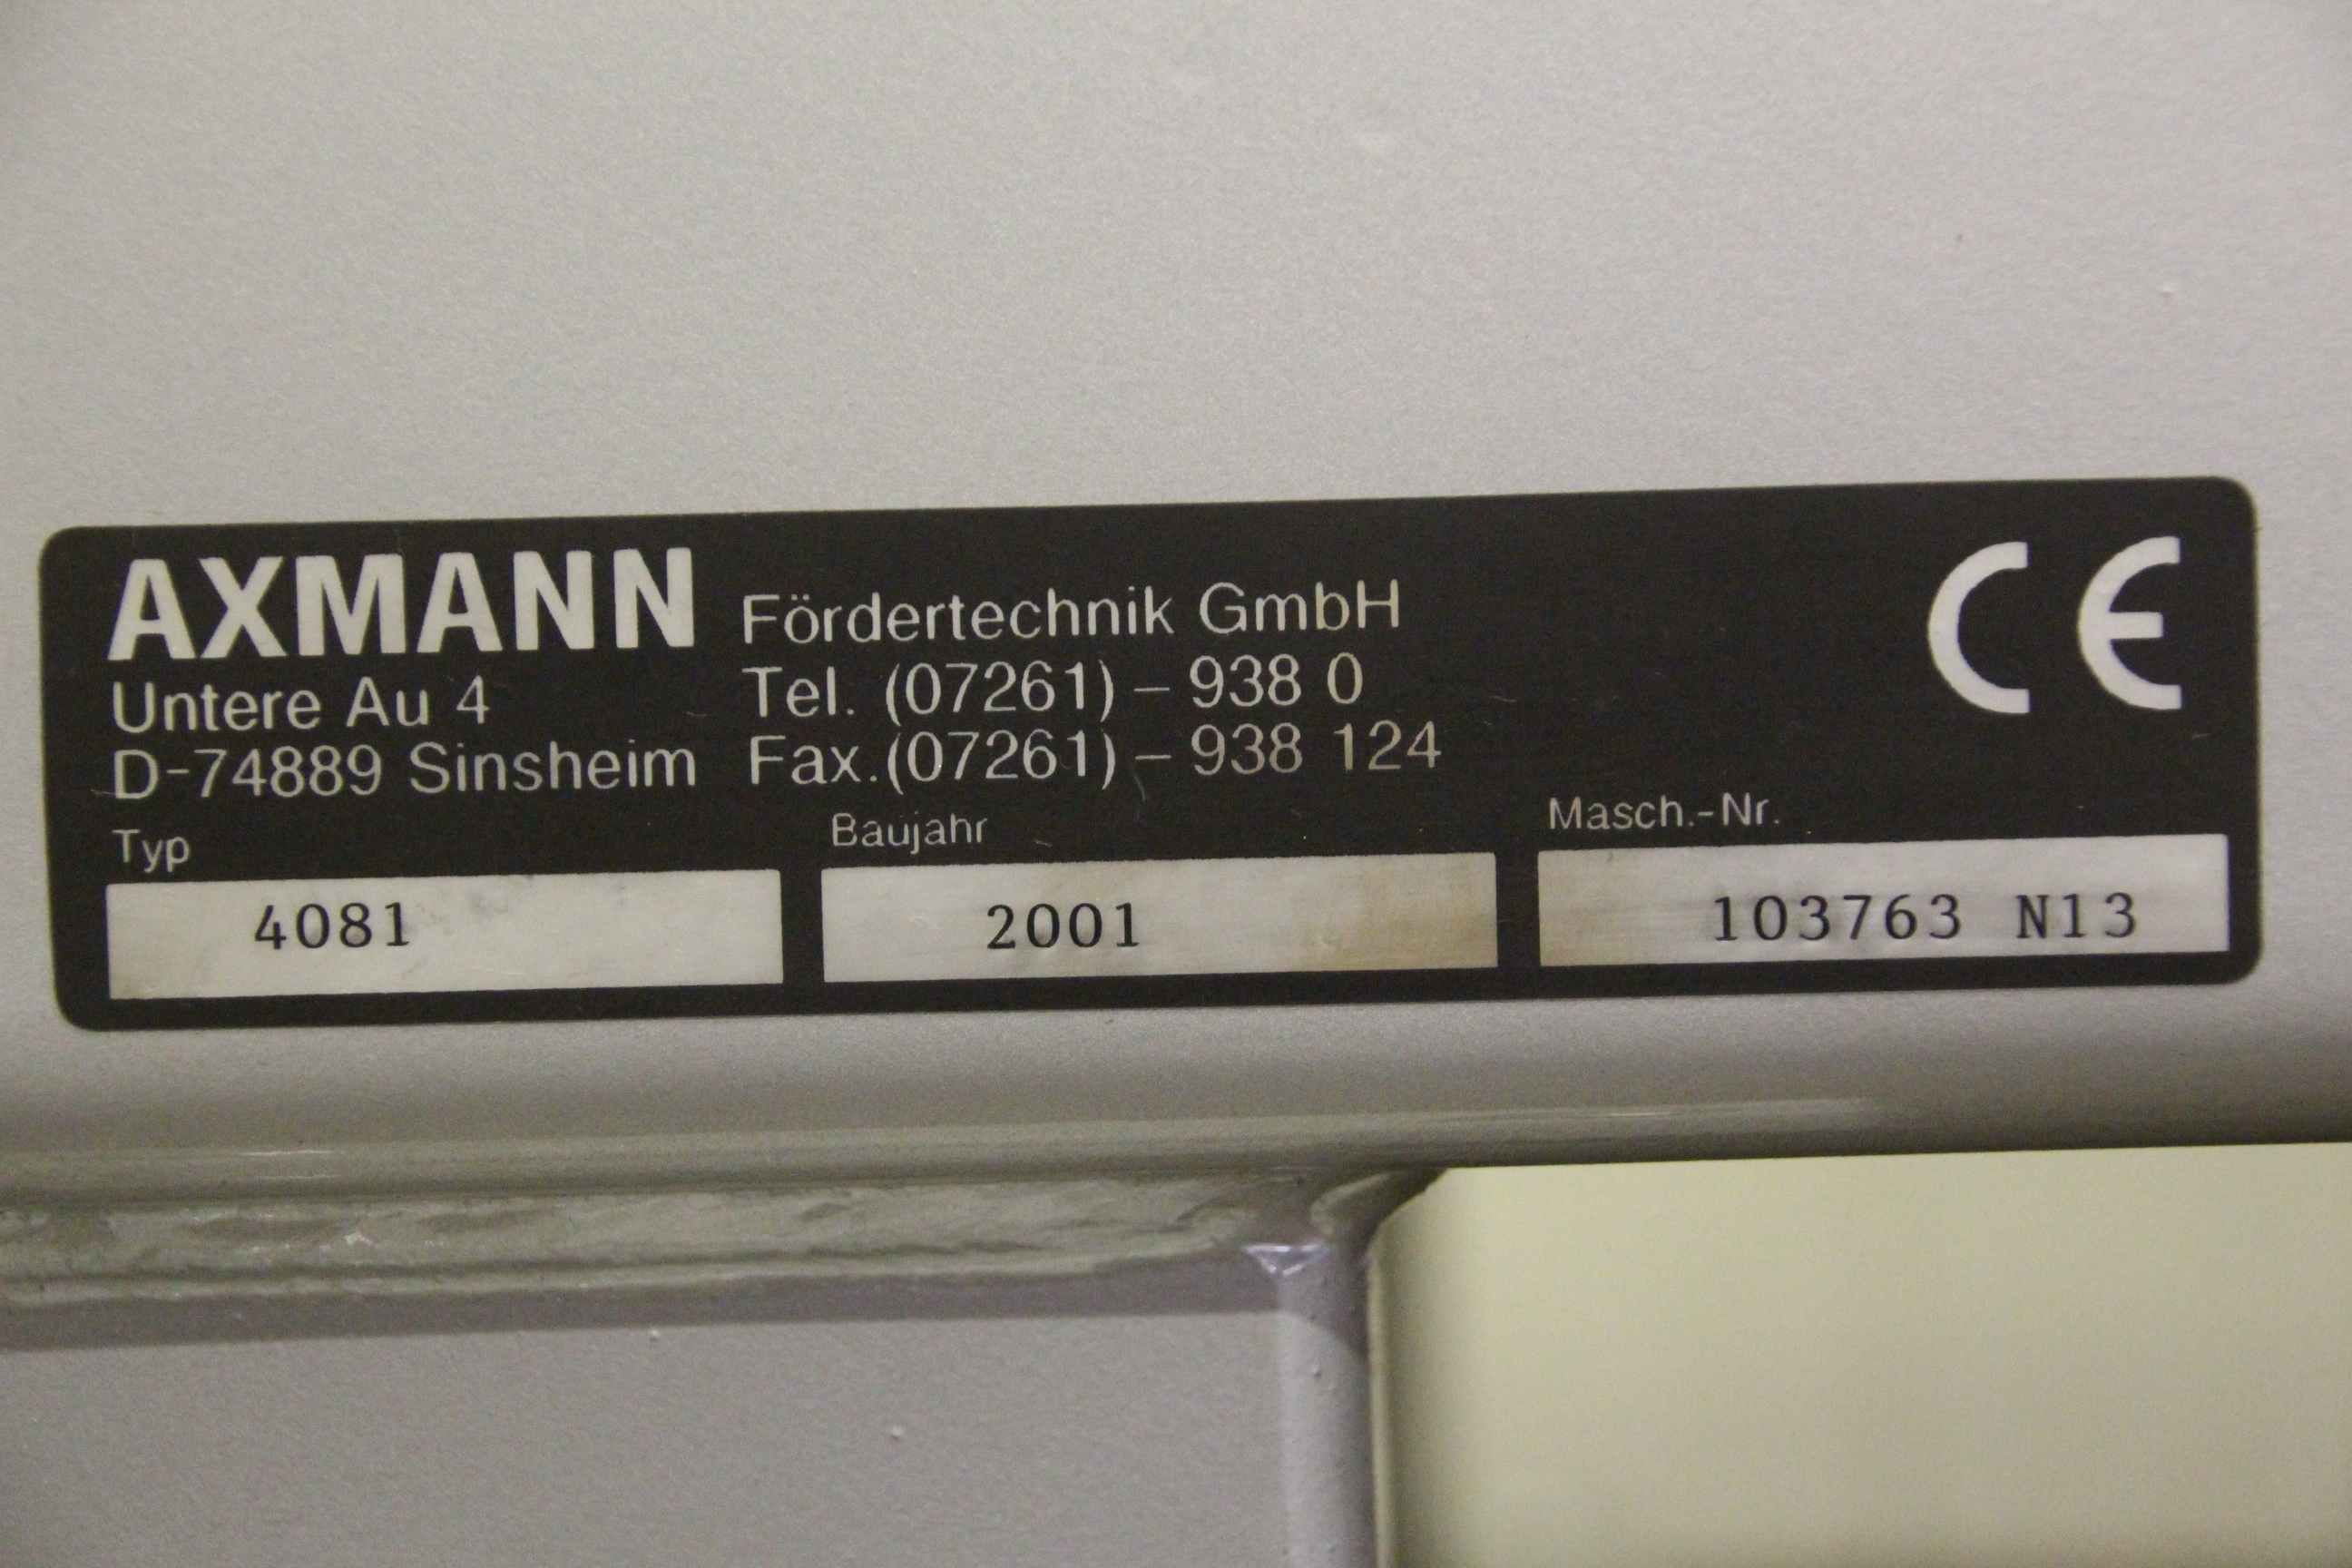 AXMANN Fördertechnik GmbH CE
Untere Au 4 Tel. (07261) – 938 0
D-74889 Sinsheim Fax.(07261) – 938 124
Typ Baujahr Masch.-Nr.
4081 2001 103763 N13